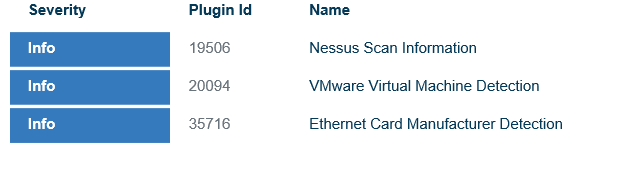 Severity Plugin Id Name
Info 19506 Nessus Scan Information
Info 20094 VMware Virtual Machine Detection
Info 35716 Ethernet Card Manufacturer Detection